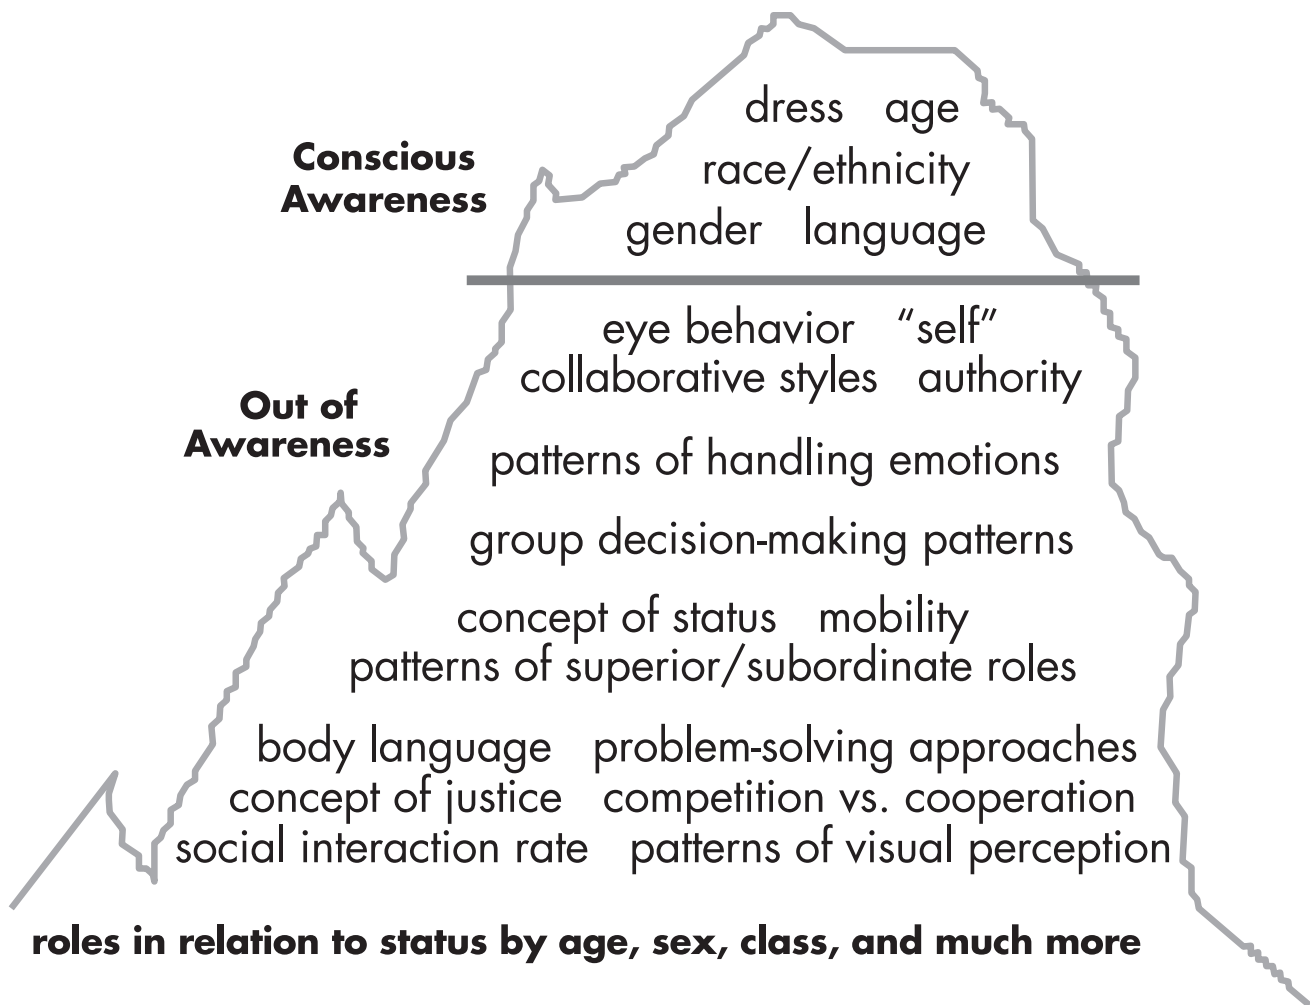 dress age
Conscious
Awareness
race/ethnicity
gender language
eye behavior “self”
collaborative styles authority
Out of
Awareness
patterns of handling emotions
group decision-making patterns
concept of status mobility
patterns of superior/subordinate roles
body language problem-solving approaches
concept of justice competition vs. cooperation
social interaction rate patterns of visual perception
roles in relation to status by age, sex, class, and much more